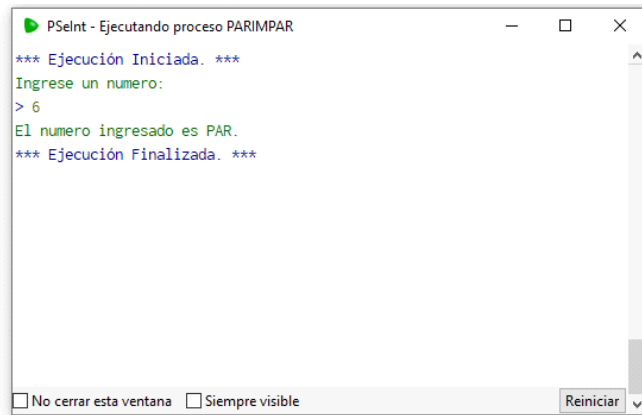 PSeInt - Ejecutando proceso PARIMPAR
*** Ejecución Iniciada. ***
Ingrese un numero:
> 6
El numero ingresado es PAR.
*** Ejecución Finalizada. ***
No cerrar esta ventana Siempre visible Reiniciar